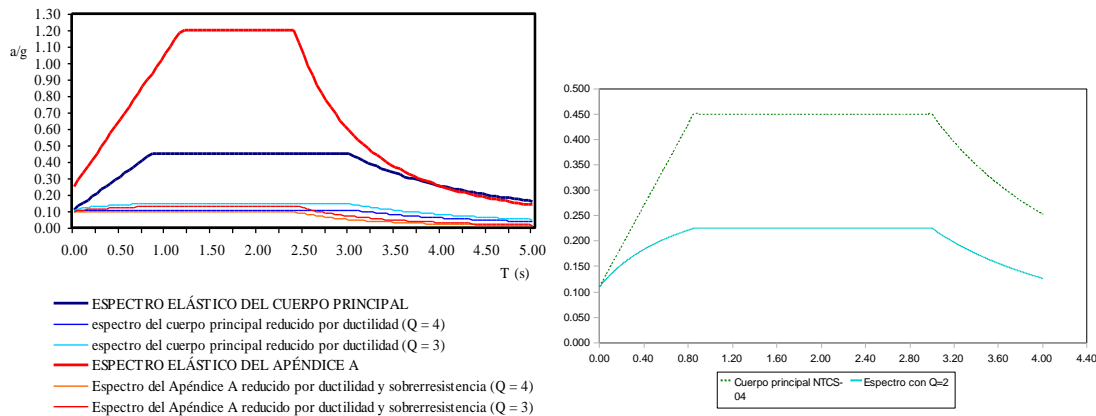 1.30
1.20
1.10
a/g
1.00
0.90
0.80
0.70
0.60
0.50
0.40
0.30
0.20
0.10
0.00
0.00 0.50 1.00 1.50 2.00 2.50 3.00 3.50 4.00 4.50 5.00
T (s)
ESPECTRO ELÁSTICO DEL CUERPO PRINCIPAL
espectro del cuerpo principal reducido por ductilidad (Q = 4)
espectro del cuerpo principal reducido por ductilidad (Q = 3)
ESPECTRO ELÁSTICO DEL APÉNDICE A
Espectro del Apéndice A reducido por ductilidad y sobrerresistencia (Q = 4)
Espectro del Apéndice A reducido por ductilidad y sobrerresistencia (Q = 3)
0.500
0.450
0.400
0.350
0.300
0.250
0.200
0.150
0.100
0.050
0.000
0.00 0.40 0.80 1.20 1.60 2.00 2.40 2.80 3.20 3.60 4.00 4.40
Cuerpo principal NTCS-
04
Espectro con Q=2